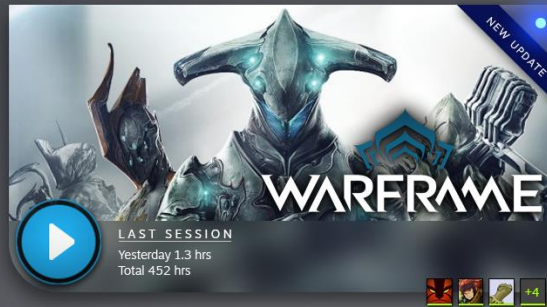 NEW UPDATE
WARFRAME
LAST SESSION
Yesterday 1.3 hrs
Total 452 hrs
+4